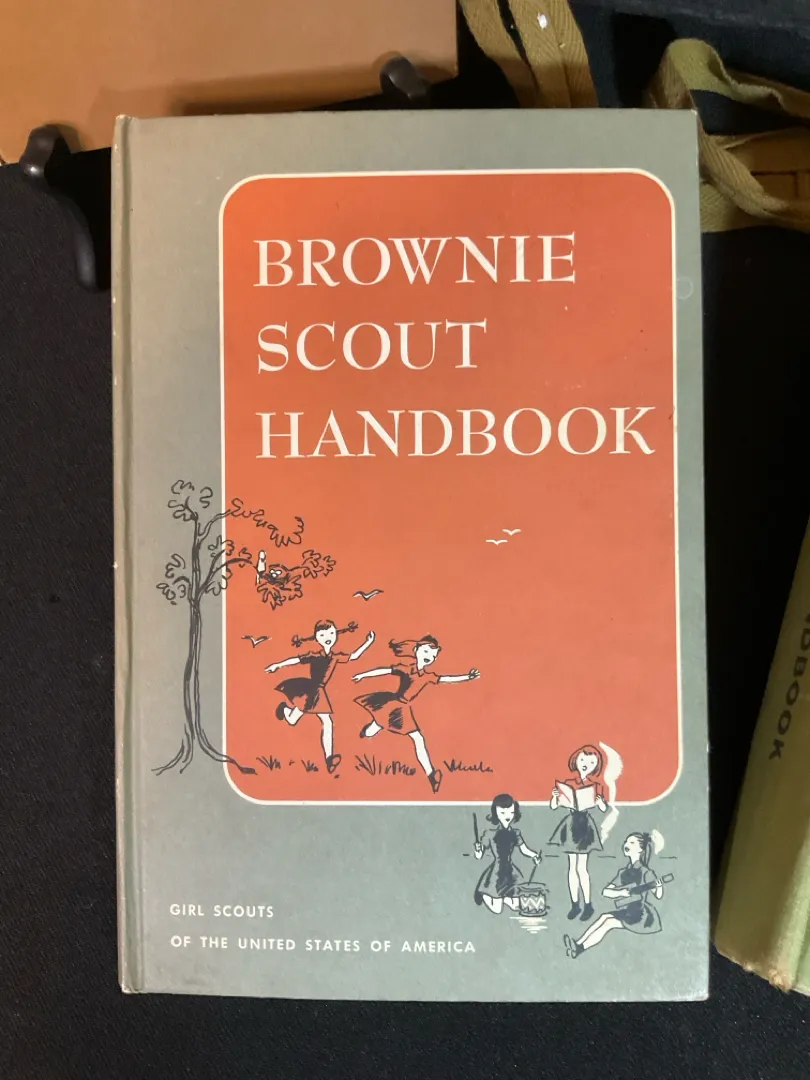 BROWNIE
SCOUT
HANDBOOK
GIRL SCOUTS
OF THE UNITED STATES OF AMERICA